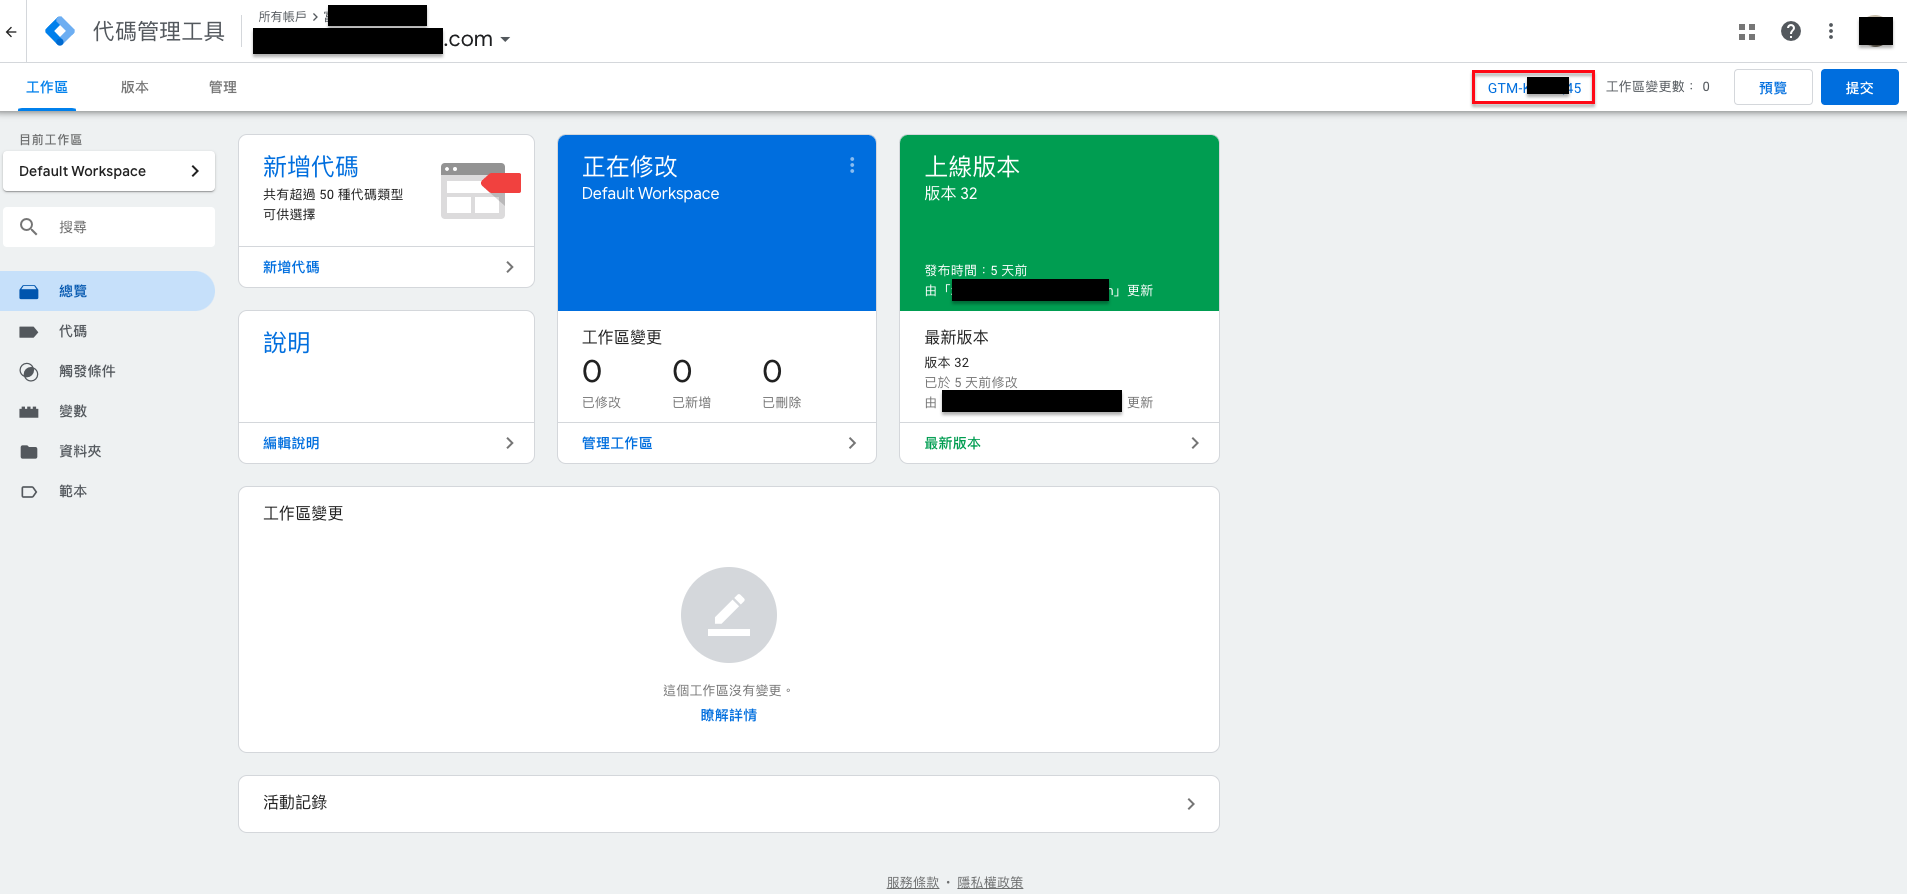 所有帳戶 >
代碼管理工具
.com
工作區
版本
管理
GTM- 45
工作區變更數： 0
預覽
提交
目前工作區
Default Workspace
搜尋
總覽
代碼
觸發條件
變數
資料夾
範本
新增代碼
共有超過 50 種代碼類型
可供選擇
新增代碼
說明
編輯說明
正在修改
Default Workspace
工作區變更
0 0 0
已修改 已新增 已刪除
管理工作區
上線版本
版本 32
發布時間：5 天前
由「 」更新
最新版本
版本 32
已於 5 天前修改
由 更新
最新版本
工作區變更
這個工作區沒有變更。
瞭解詳情
活動記錄
服務條款 · 隱私權政策